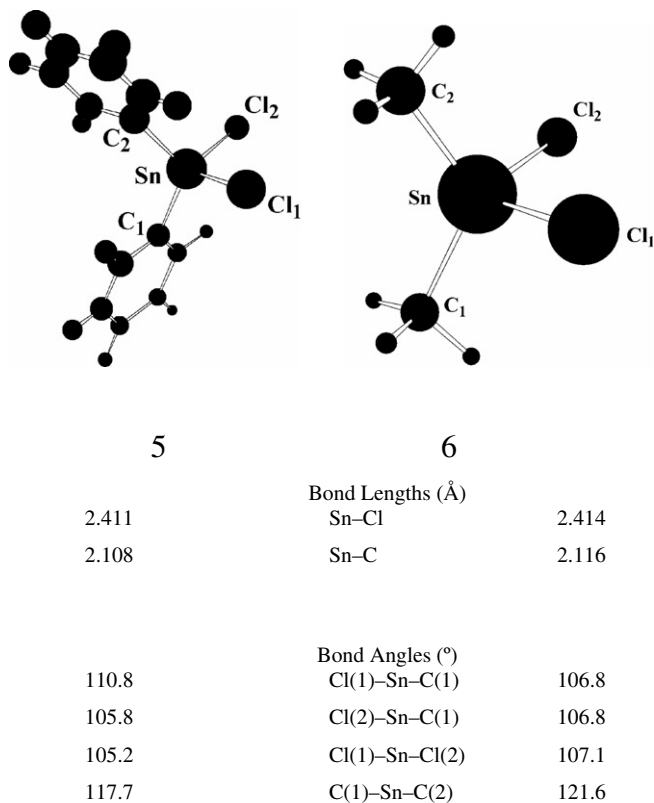 C2 Cl2
Sn
Cl1
C1
C2
Cl2
Sn
Cl1
C1
5 6
Bond Lengths (Å)
2.411 Sn–Cl 2.414
2.108 Sn–C 2.116
Bond Angles (º)
110.8 Cl(1)–Sn–C(1) 106.8
105.8 Cl(2)–Sn–C(1) 106.8
105.2 Cl(1)–Sn–Cl(2) 107.1
117.7 C(1)–Sn–C(2) 121.6